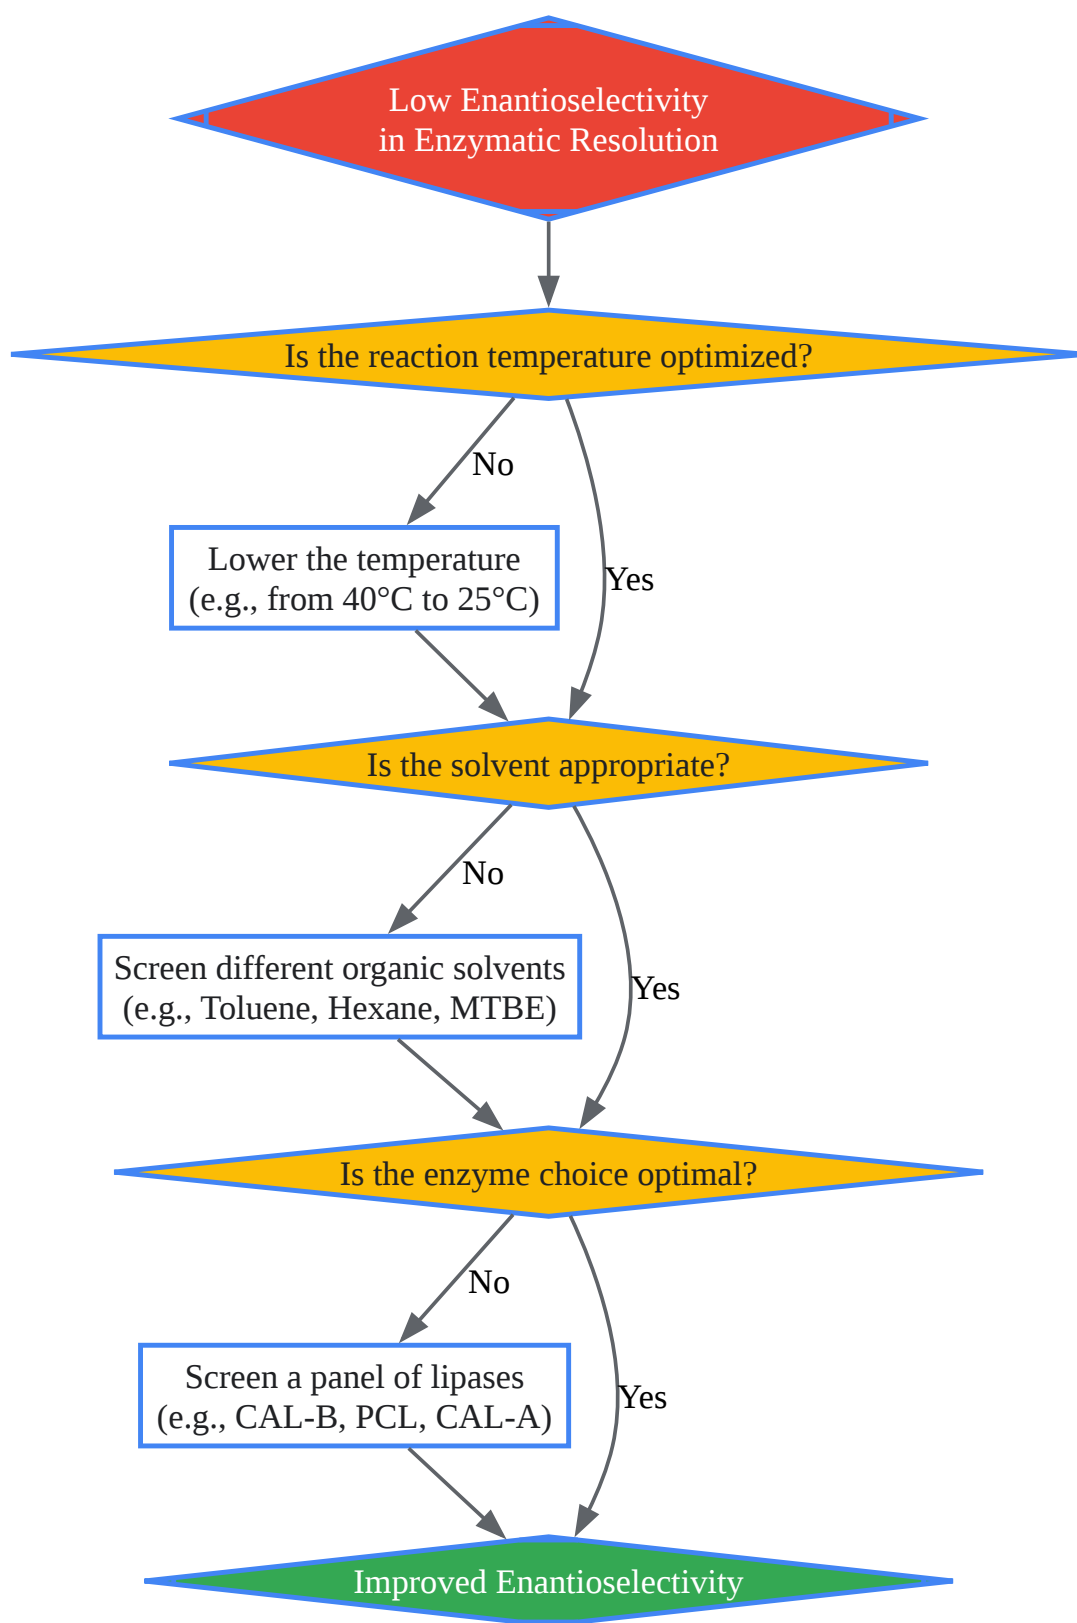 Low Enantioselectivity
in Enzymatic Resolution
Is the reaction temperature optimized?
No
Lower the temperature
(e.g., from 40°C to 25°C)
Yes
Is the solvent appropriate?
No
Screen different organic solvents
(e.g., Toluene, Hexane, MTBE)
Yes
Is the enzyme choice optimal?
No
Screen a panel of lipases
(e.g., CAL-B, PCL, CAL-A)
Yes
Improved Enantioselectivity